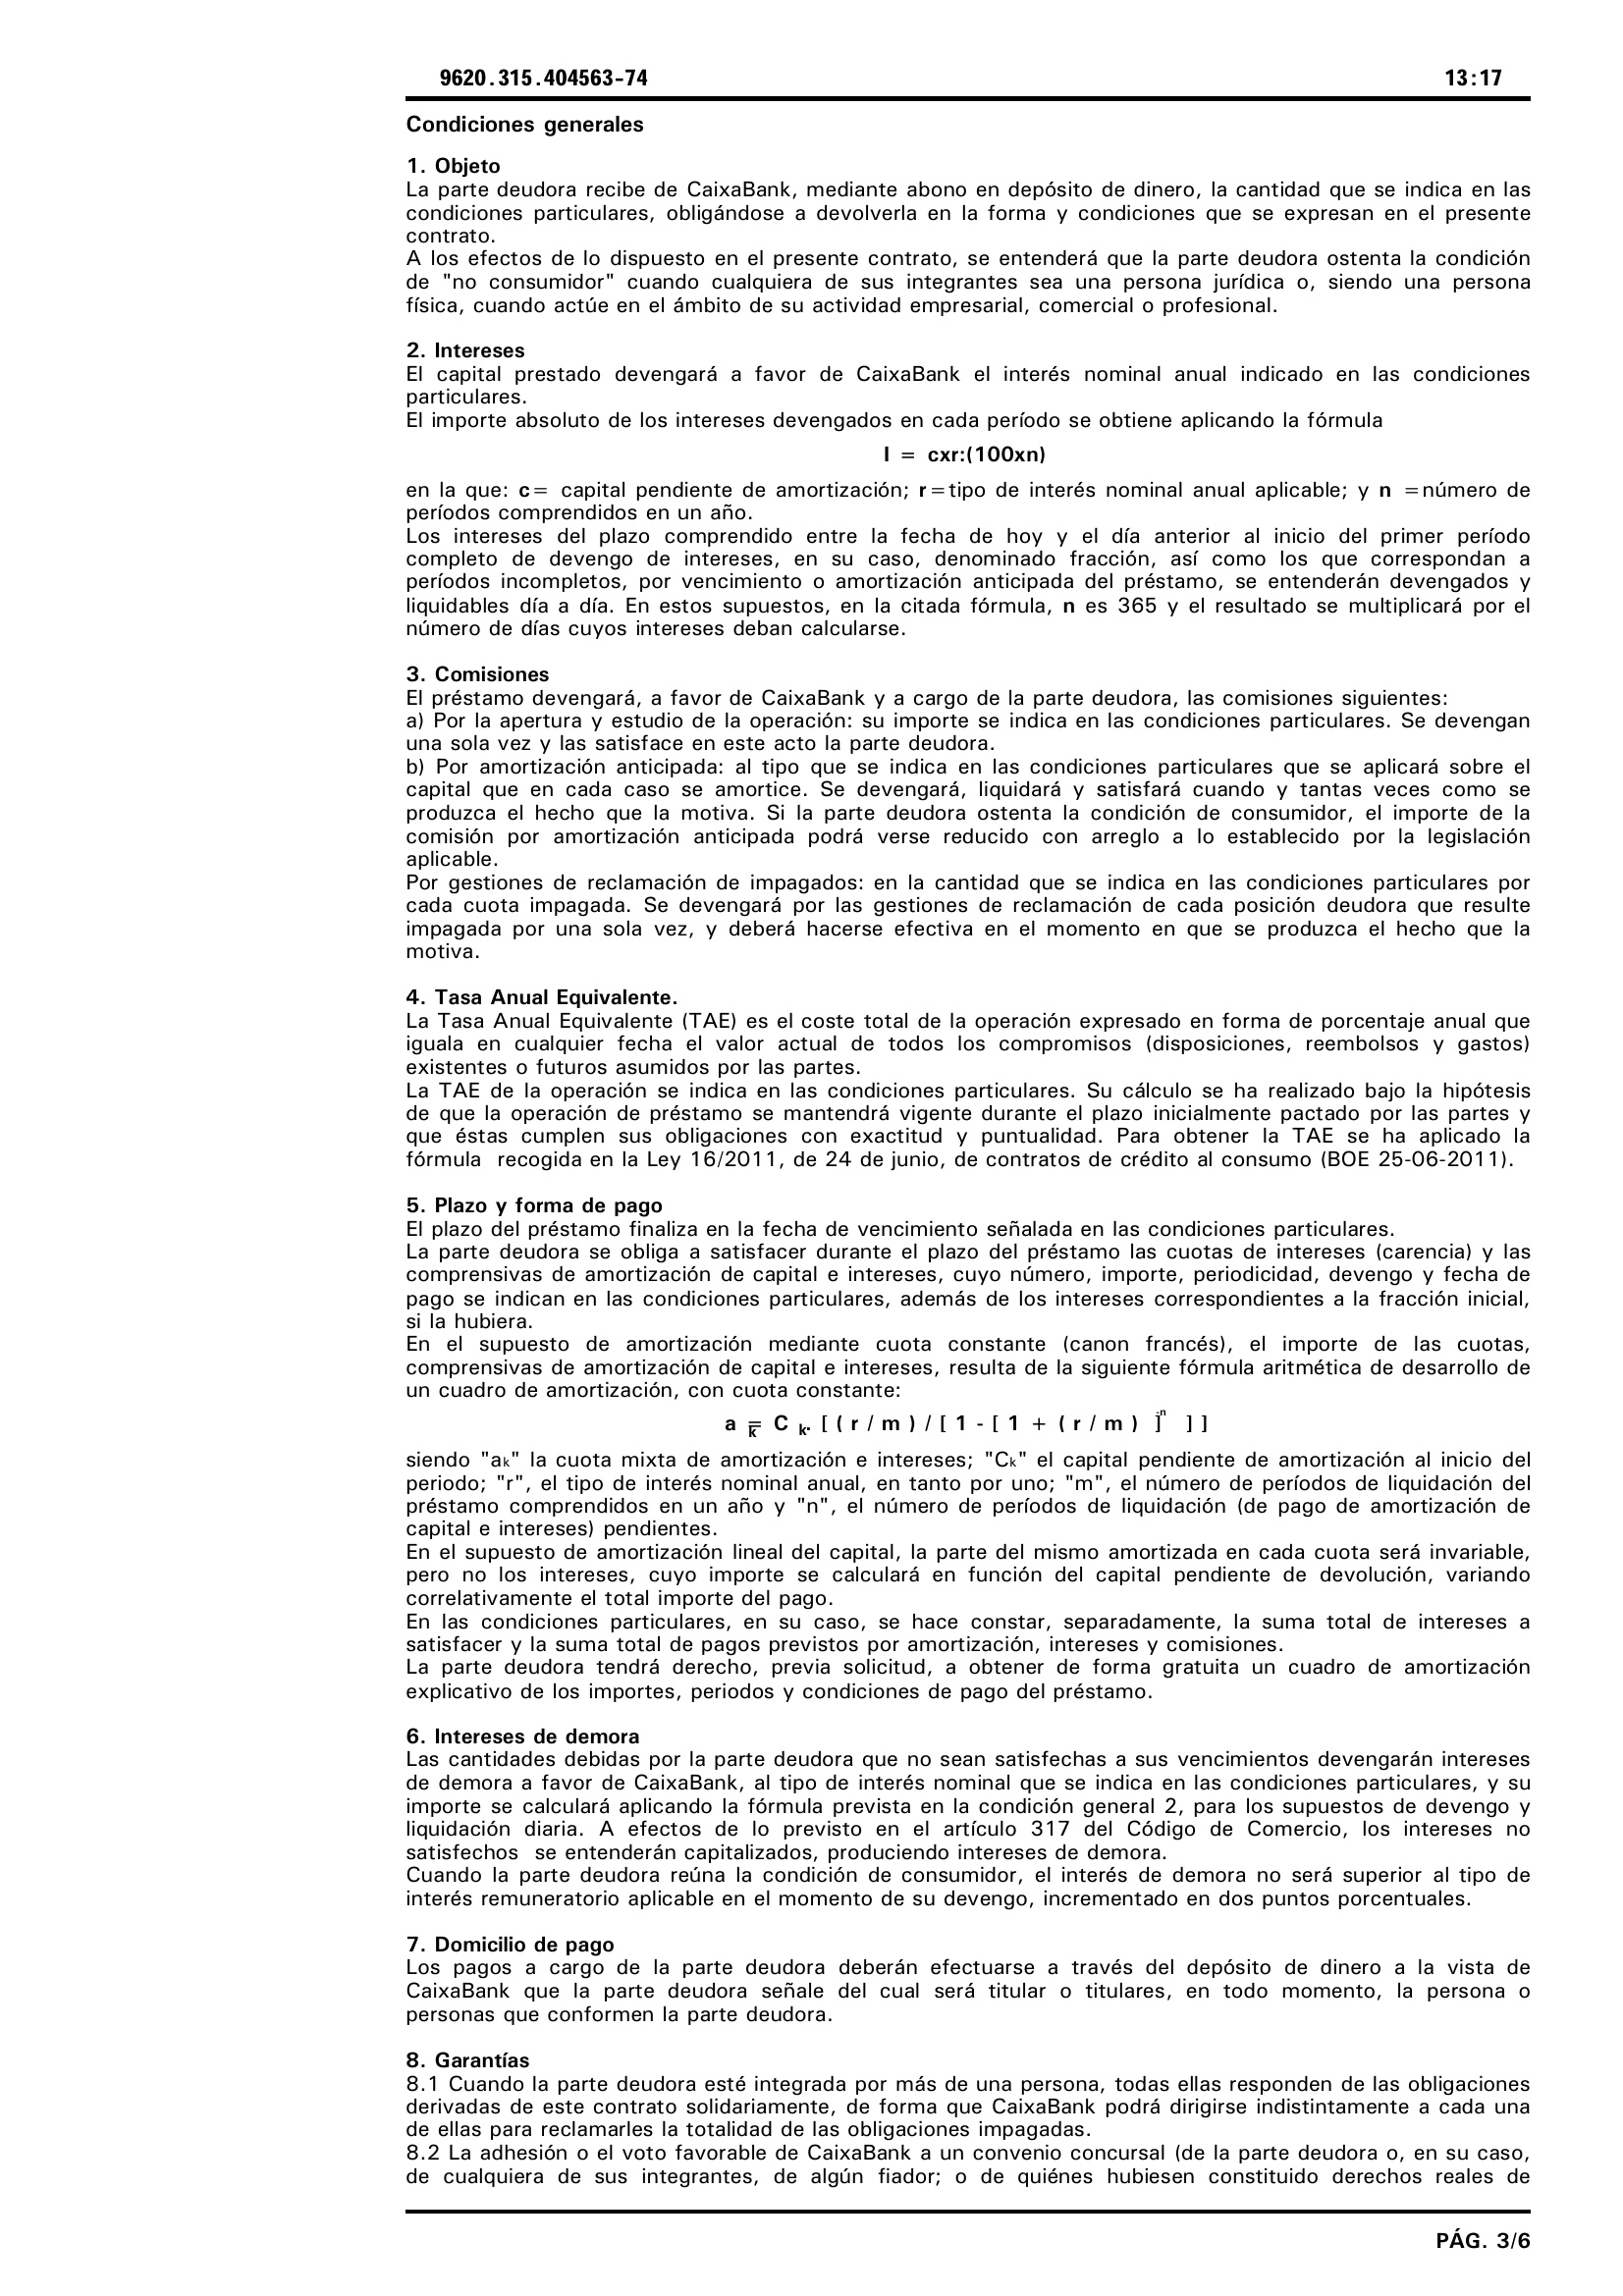 9620.315.404563-74 13:17
Condiciones generales
1. Objeto
La parte deudora recibe de CaixaBank, mediante abono en depósito de dinero, la cantidad que se indica en las
condiciones particulares, obligándose a devolverla en la forma y condiciones que se expresan en el presente
contrato.
A los efectos de lo dispuesto en el presente contrato, se entenderá que la parte deudora ostenta la condición
de "no consumidor" cuando cualquiera de sus integrantes sea una persona jurídica o, siendo una persona
física, cuando actúe en el ámbito de su actividad empresarial, comercial o profesional.
2. Intereses
El capital prestado devengará a favor de CaixaBank el interés nominal anual indicado en las condiciones
particulares.
El importe absoluto de los intereses devengados en cada período se obtiene aplicando la fórmula
I = cxr:(100xn)
en la que: c= capital pendiente de amortización; r=tipo de interés nominal anual aplicable; y n =número de
períodos comprendidos en un año.
Los intereses del plazo comprendido entre la fecha de hoy y el día anterior al inicio del primer período
completo de devengo de intereses, en su caso, denominado fracción, así como los que correspondan a
períodos incompletos, por vencimiento o amortización anticipada del préstamo, se entenderán devengados y
liquidables día a día. En estos supuestos, en la citada fórmula, n es 365 y el resultado se multiplicará por el
número de días cuyos intereses deban calcularse.
3. Comisiones
El préstamo devengará, a favor de CaixaBank y a cargo de la parte deudora, las comisiones siguientes:
a) Por la apertura y estudio de la operación: su importe se indica en las condiciones particulares. Se devengan
una sola vez y las satisface en este acto la parte deudora.
b) Por amortización anticipada: al tipo que se indica en las condiciones particulares que se aplicará sobre el
capital que en cada caso se amortice. Se devengará, liquidará y satisfará cuando y tantas veces como se
produzca el hecho que la motiva. Si la parte deudora ostenta la condición de consumidor, el importe de la
comisión por amortización anticipada podrá verse reducido con arreglo a lo establecido por la legislación
aplicable.
Por gestiones de reclamación de impagados: en la cantidad que se indica en las condiciones particulares por
cada cuota impagada. Se devengará por las gestiones de reclamación de cada posición deudora que resulte
impagada por una sola vez, y deberá hacerse efectiva en el momento en que se produzca el hecho que la
motiva.
4. Tasa Anual Equivalente.
La Tasa Anual Equivalente (TAE) es el coste total de la operación expresado en forma de porcentaje anual que
iguala en cualquier fecha el valor actual de todos los compromisos (disposiciones, reembolsos y gastos)
existentes o futuros asumidos por las partes.
La TAE de la operación se indica en las condiciones particulares. Su cálculo se ha realizado bajo la hipótesis
de que la operación de préstamo se mantendrá vigente durante el plazo inicialmente pactado por las partes y
que éstas cumplen sus obligaciones con exactitud y puntualidad. Para obtener la TAE se ha aplicado la
fórmula recogida en la Ley 16/2011, de 24 de junio, de contratos de crédito al consumo (BOE 25-06-2011).
5. Plazo y forma de pago
El plazo del préstamo finaliza en la fecha de vencimiento señalada en las condiciones particulares.
La parte deudora se obliga a satisfacer durante el plazo del préstamo las cuotas de intereses (carencia) y las
comprensivas de amortización de capital e intereses, cuyo número, importe, periodicidad, devengo y fecha de
pago se indican en las condiciones particulares, además de los intereses correspondientes a la fracción inicial,
si la hubiera.
En el supuesto de amortización mediante cuota constante (canon francés), el importe de las cuotas,
comprensivas de amortización de capital e intereses, resulta de la siguiente fórmula aritmética de desarrollo de
un cuadro de amortización, con cuota constante:
a k = C k. [ ( r / m ) / [ 1 - [ 1 + ( r / m ) ]⁻ⁿ ] ]
siendo "ak" la cuota mixta de amortización e intereses; "Ck" el capital pendiente de amortización al inicio del
periodo; "r", el tipo de interés nominal anual, en tanto por uno; "m", el número de períodos de liquidación del
préstamo comprendidos en un año y "n", el número de períodos de liquidación (de pago de amortización de
capital e intereses) pendientes.
En el supuesto de amortización lineal del capital, la parte del mismo amortizada en cada cuota será invariable,
pero no los intereses, cuyo importe se calculará en función del capital pendiente de devolución, variando
correlativamente el total importe del pago.
En las condiciones particulares, en su caso, se hace constar, separadamente, la suma total de intereses a
satisfacer y la suma total de pagos previstos por amortización, intereses y comisiones.
La parte deudora tendrá derecho, previa solicitud, a obtener de forma gratuita un cuadro de amortización
explicativo de los importes, periodos y condiciones de pago del préstamo.
6. Intereses de demora
Las cantidades debidas por la parte deudora que no sean satisfechas a sus vencimientos devengarán intereses
de demora a favor de CaixaBank, al tipo de interés nominal que se indica en las condiciones particulares, y su
importe se calculará aplicando la fórmula prevista en la condición general 2, para los supuestos de devengo y
liquidación diaria. A efectos de lo previsto en el artículo 317 del Código de Comercio, los intereses no
satisfechos se entenderán capitalizados, produciendo intereses de demora.
Cuando la parte deudora reúna la condición de consumidor, el interés de demora no será superior al tipo de
interés remuneratorio aplicable en el momento de su devengo, incrementado en dos puntos porcentuales.
7. Domicilio de pago
Los pagos a cargo de la parte deudora deberán efectuarse a través del depósito de dinero a la vista de
CaixaBank que la parte deudora señale del cual será titular o titulares, en todo momento, la persona o
personas que conformen la parte deudora.
8. Garantías
8.1 Cuando la parte deudora esté integrada por más de una persona, todas ellas responden de las obligaciones
derivadas de este contrato solidariamente, de forma que CaixaBank podrá dirigirse indistintamente a cada una
de ellas para reclamarles la totalidad de las obligaciones impagadas.
8.2 La adhesión o el voto favorable de CaixaBank a un convenio concursal (de la parte deudora o, en su caso,
de cualquiera de sus integrantes, de algún fiador; o de quiénes hubiesen constituido derechos reales de
PÁG. 3/6